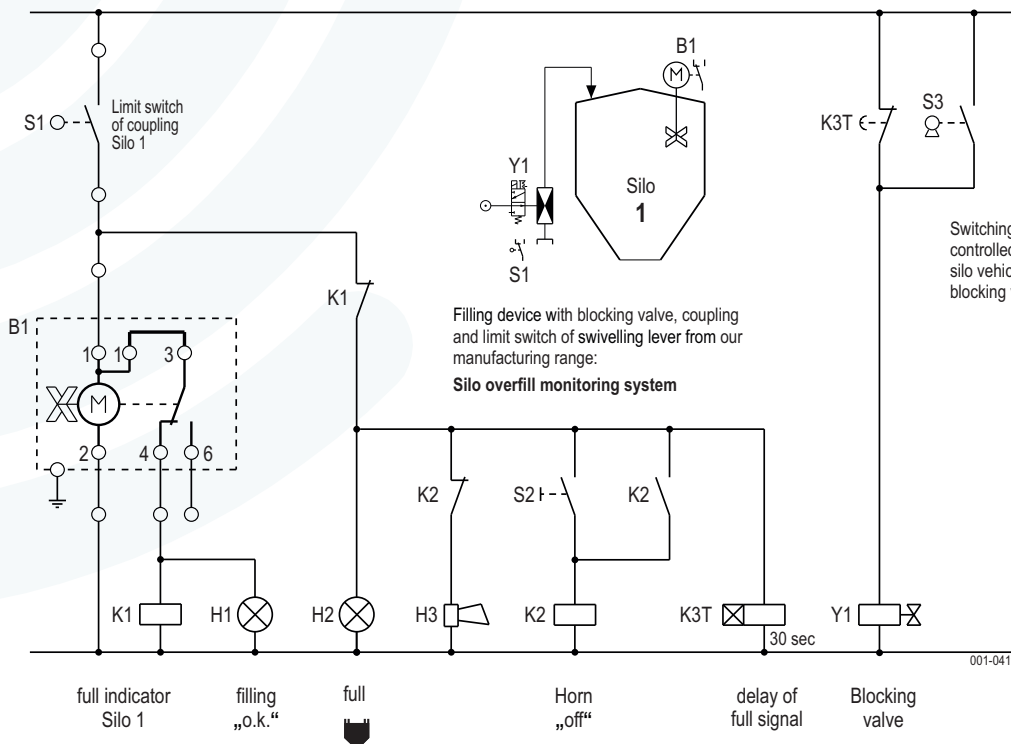 S1
Limit switch
of coupling
Silo 1
B1
M
Y1
S1
Silo
1
K3T
S3
Switching
controlled
silo vehic
blocking
K1
Filling device with blocking valve, coupling
and limit switch of swivelling lever from our
manufacturing range:
Silo overfill monitoring system
B1
1
1
3
M
2
4
6
K2
S2
K2
K1
H1
H2
H3
K2
K3T
30 sec
Y1
001-041
full indicator
Silo 1
filling
„o.k.“
full
Horn
„off“
delay of
full signal
Blocking
valve